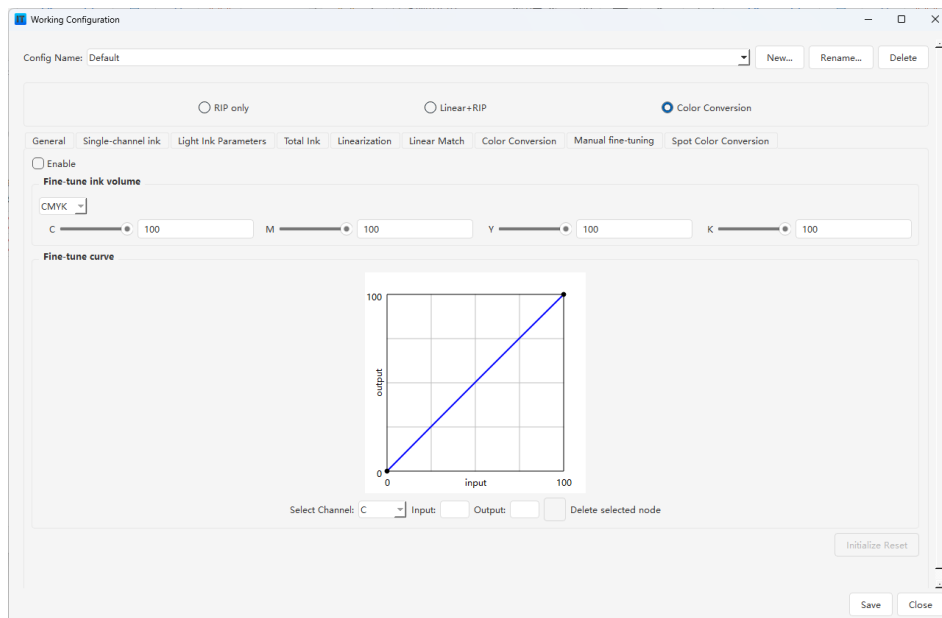 Working Configuration
Config Name: Default New... Rename... Delete
RIP only Linear+RIP Color Conversion
General Single-channel ink Light Ink Parameters Total Ink Linearization Linear Match Color Conversion Manual fine-tuning Spot Color Conversion
Enable
Fine-tune ink volume
CMYK
C 100 M 100 Y 100 K 100
Fine-tune curve
100
output
0
0 input 100
Select Channel: C Input: Output: Delete selected node
Initialize Reset
Save Close